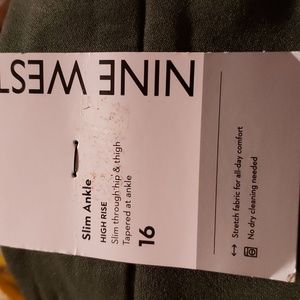 NINE WEST
Slim Ankle
HIGH RISE
Slim through hip & thigh
Tapered at ankle
16
Stretch fabric for all-day comfort
No dry cleaning needed